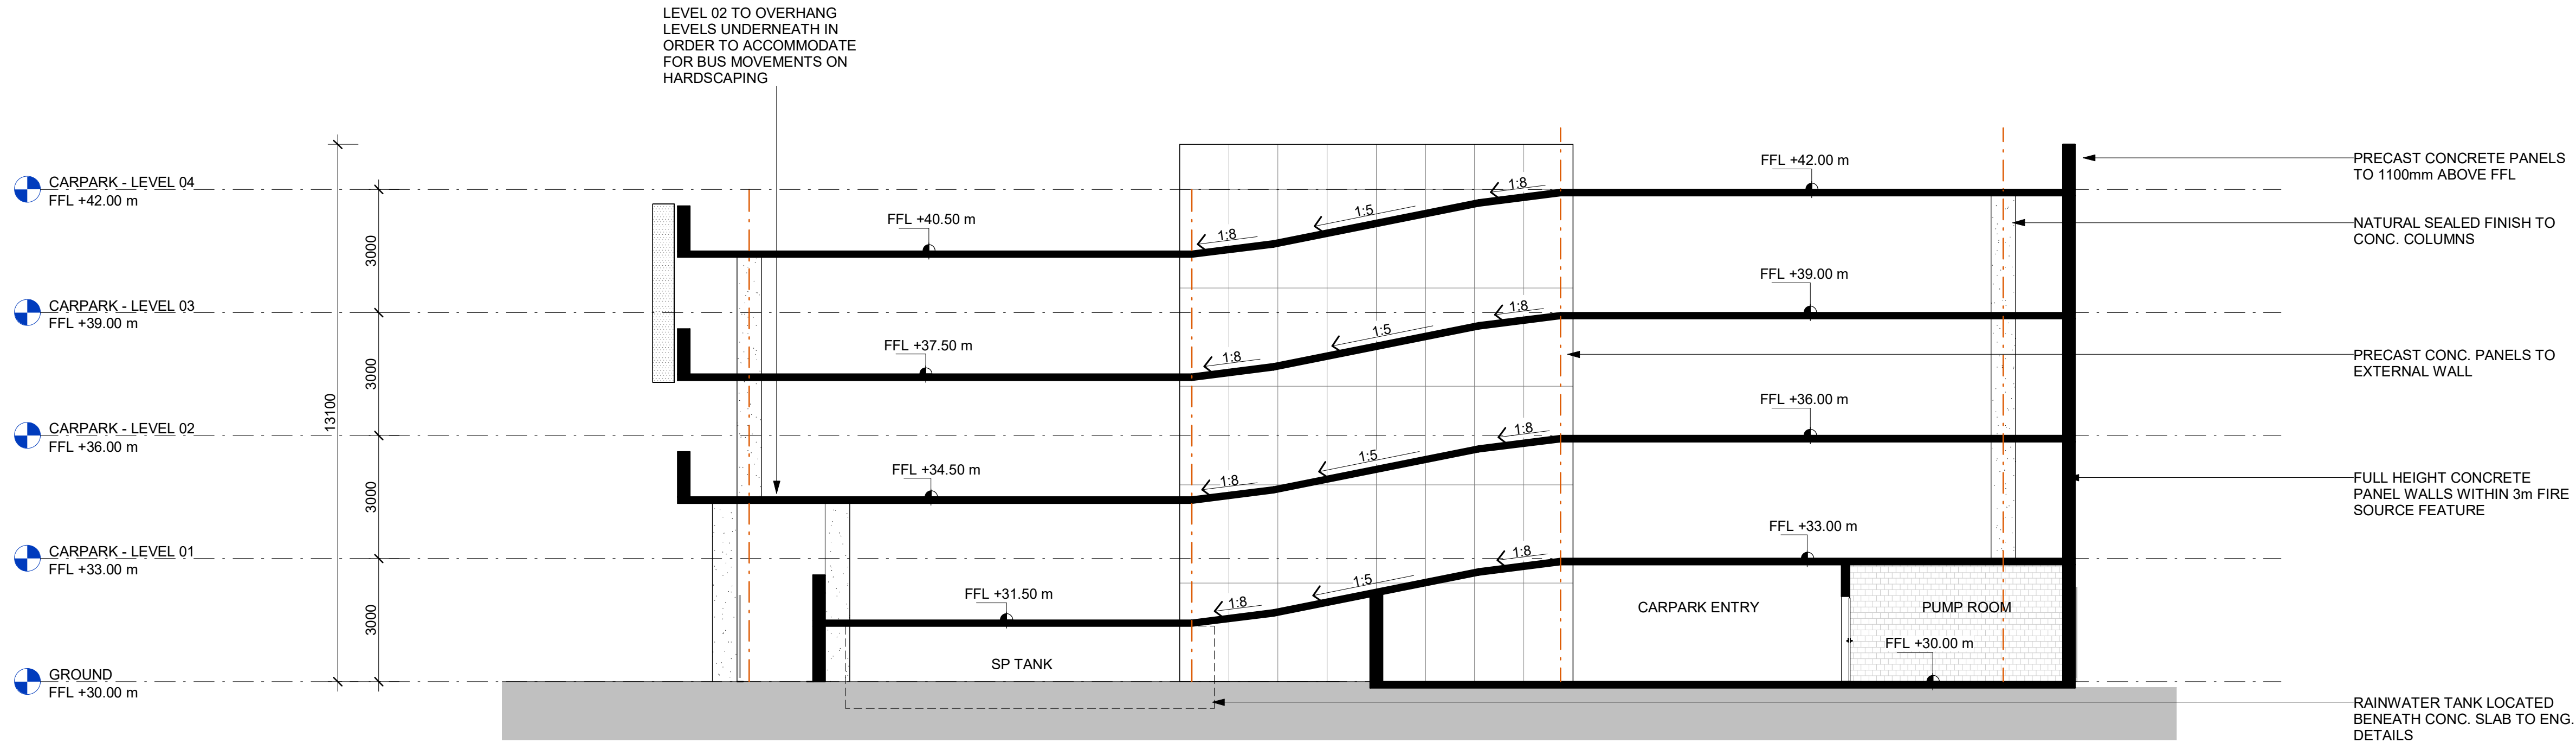 LEVEL 02 TO OVERHANG
LEVELS UNDERNEATH IN
ORDER TO ACCOMMODATE
FOR BUS MOVEMENTS ON
HARDSCAPING
CARPARK - LEVEL 04
FFL +42.00 m
CARPARK - LEVEL 03
FFL +39.00 m
CARPARK - LEVEL 02
FFL +36.00 m
CARPARK - LEVEL 01
FFL +33.00 m
GROUND
FFL +30.00 m
13100
3000
3000
3000
3000
FFL +40.50 m
1:8
1:5
1:8
FFL +42.00 m
FFL +37.50 m
1:8
1:5
1:8
FFL +39.00 m
FFL +34.50 m
1:8
1:5
1:8
FFL +36.00 m
FFL +31.50 m
1:8
1:5
1:8
FFL +33.00 m
SP TANK
CARPARK ENTRY
PUMP ROOM
FFL +30.00 m
PRECAST CONCRETE PANELS
TO 1100mm ABOVE FFL
NATURAL SEALED FINISH TO
CONC. COLUMNS
PRECAST CONC. PANELS TO
EXTERNAL WALL
FULL HEIGHT CONCRETE
PANEL WALLS WITHIN 3m FIRE
SOURCE FEATURE
RAINWATER TANK LOCATED
BENEATH CONC. SLAB TO ENG.
DETAILS